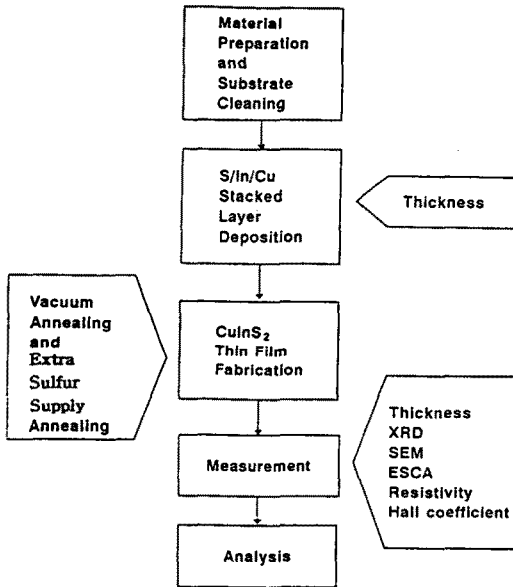 Material
Preparation
and
Substrate
Cleaning
S/In/Cu
Stacked
Layer
Deposition
Thickness
Vacuum
Annealing
and
Extra
Sulfur
Supply
Annealing
CuInS₂
Thin Film
Fabrication
Measurement
Thickness
XRD
SEM
ESCA
Resistivity
Hall coefficient
Analysis